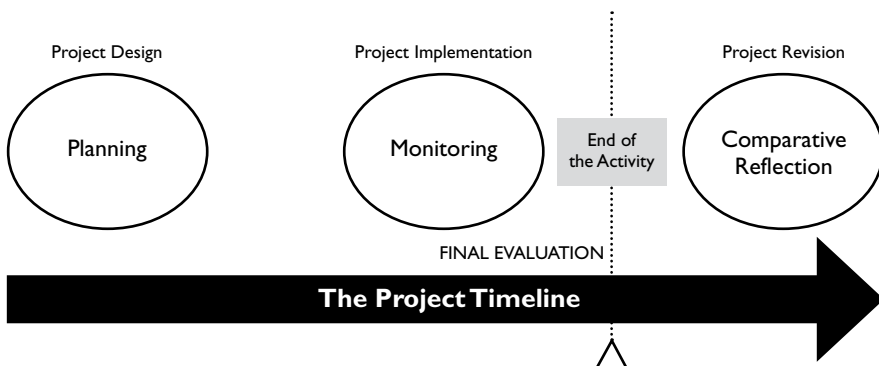 Project Design
Planning
Project Implementation
Monitoring
End of
the Activity
Project Revision
Comparative
Reflection
FINAL EVALUATION
The Project Timeline